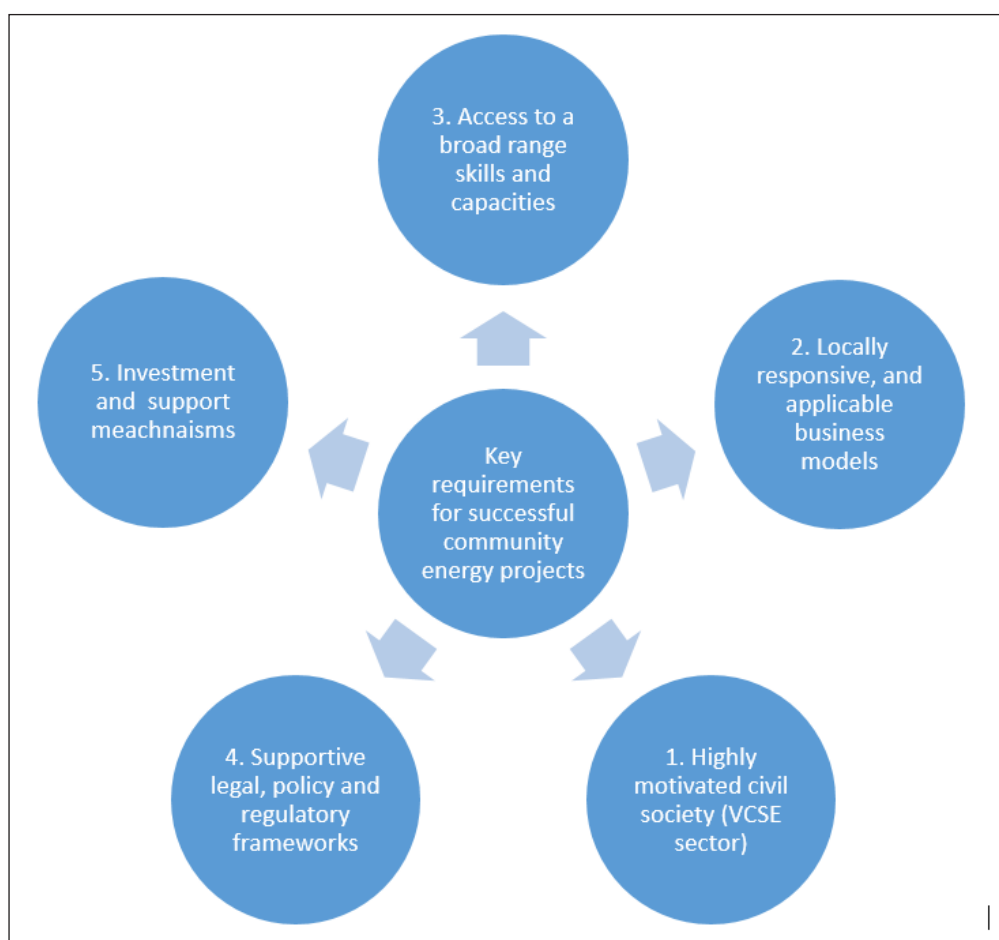 3. Access to a
broad range
skills and
capacities
5. Investment
and  support
meachnaisms
2. Locally
responsive, and
applicable
business
models
Key
requirements
for successful
community
energy projects
4. Supportive
legal, policy and
regulatory
frameworks
1. Highly
motivated civil
society (VCSE
sector)